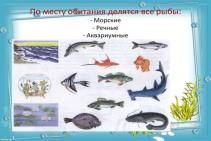 По месту обитания делятся все рыбы:
- Морские
- Речные
- Аквариумные